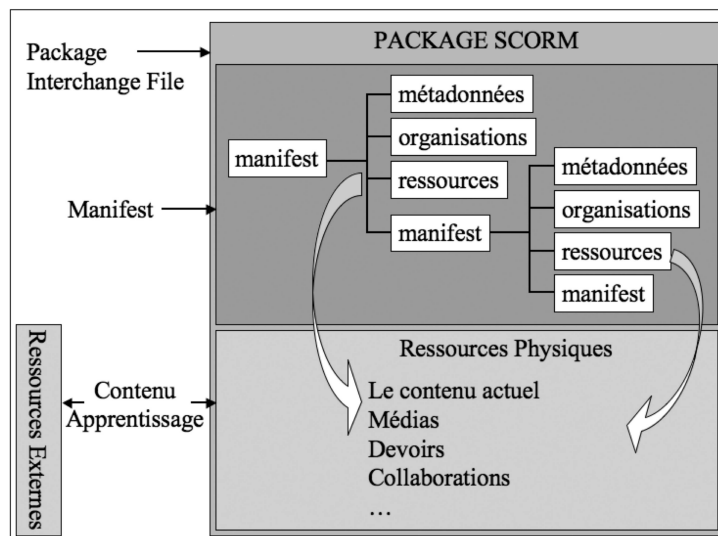 PACKAGE SCORM
Package
Interchange File
métadonnées
organisations
manifest
ressources
manifest
métadonnées
organisations
ressources
manifest
Manifest
Ressources Externes
Contenu
Apprentissage
Ressources Physiques
Le contenu actuel
Médias
Devoirs
Collaborations
…